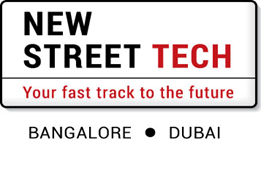 NEW
STREET TECH
Your fast track to the future
BANGALORE ● DUBAI